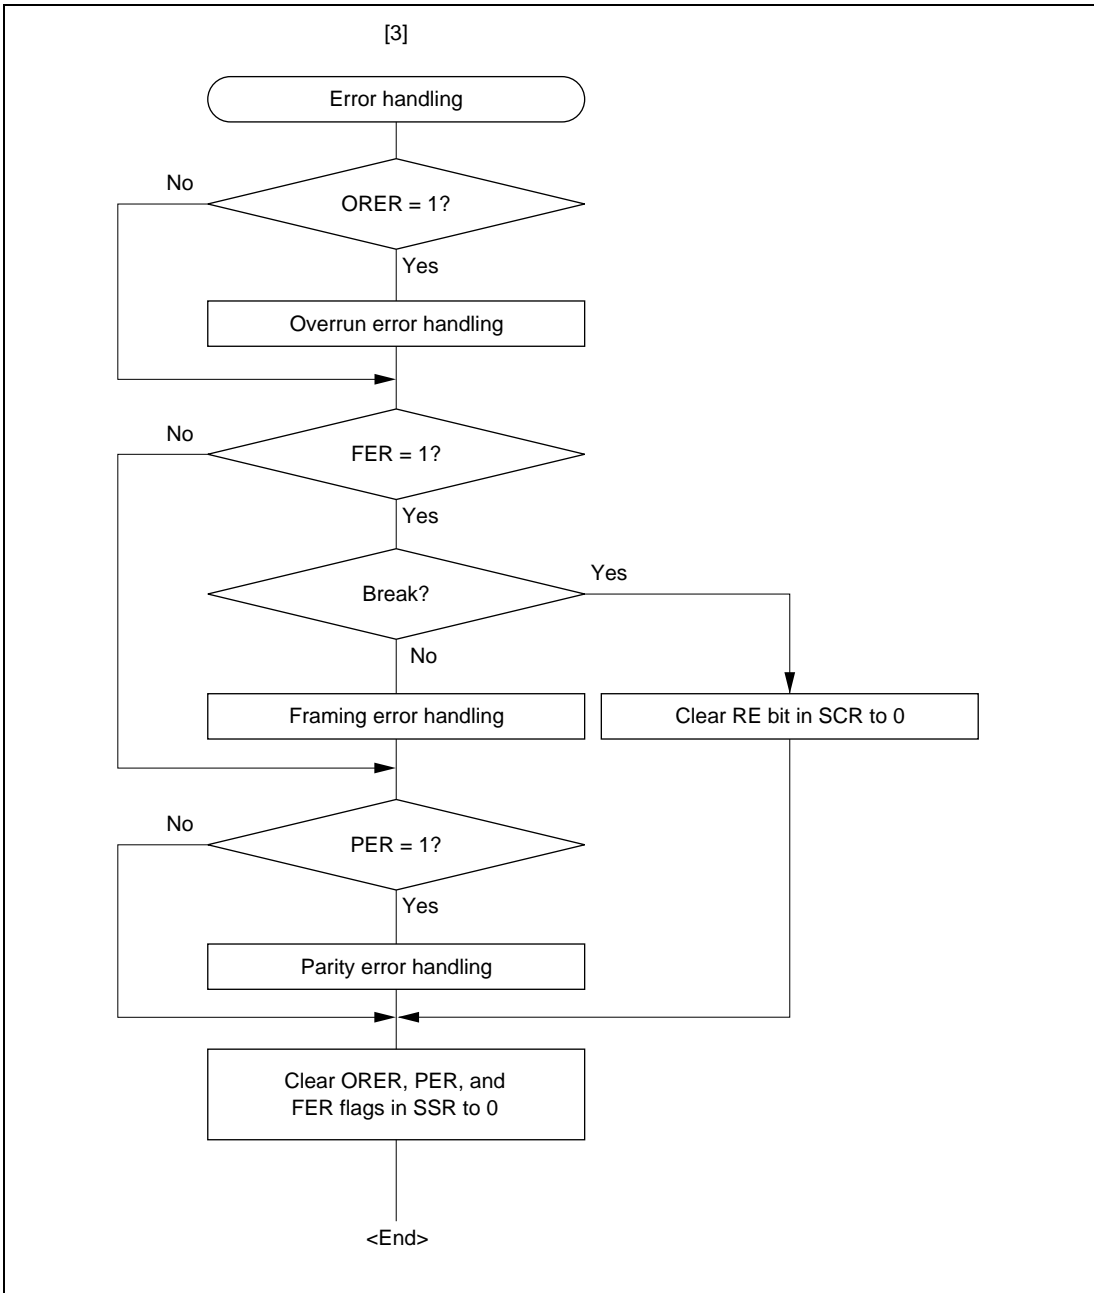 [3]
Error handling
No
ORER = 1?
Yes
Overrun error handling
No
FER = 1?
Yes
Break?
Yes
No
Framing error handling
Clear RE bit in SCR to 0
No
PER = 1?
Yes
Parity error handling
Clear ORER, PER, and
FER flags in SSR to 0
<End>